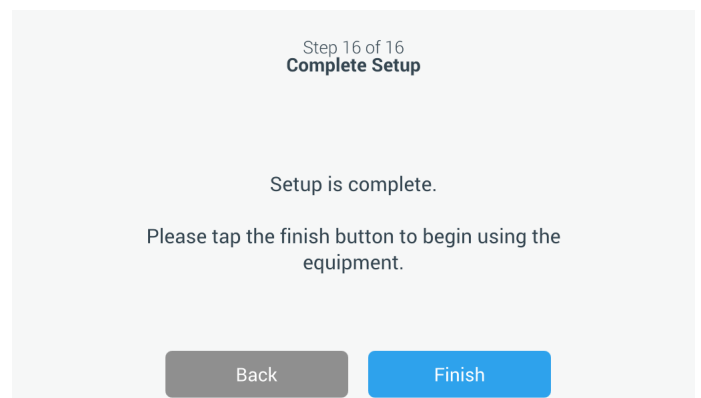 Step 16 of 16
Complete Setup
Setup is complete.
Please tap the finish button to begin using the
equipment.
Back
Finish